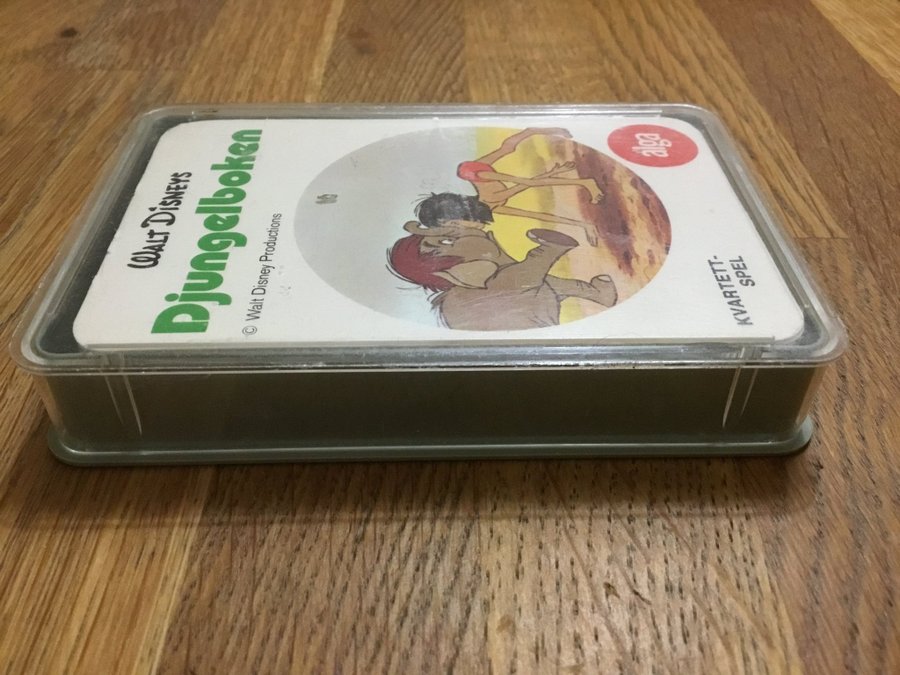 WALT DISNEYS
Djungelboken
© Walt Disney Productions
alga
KVARTETT-
SPEL